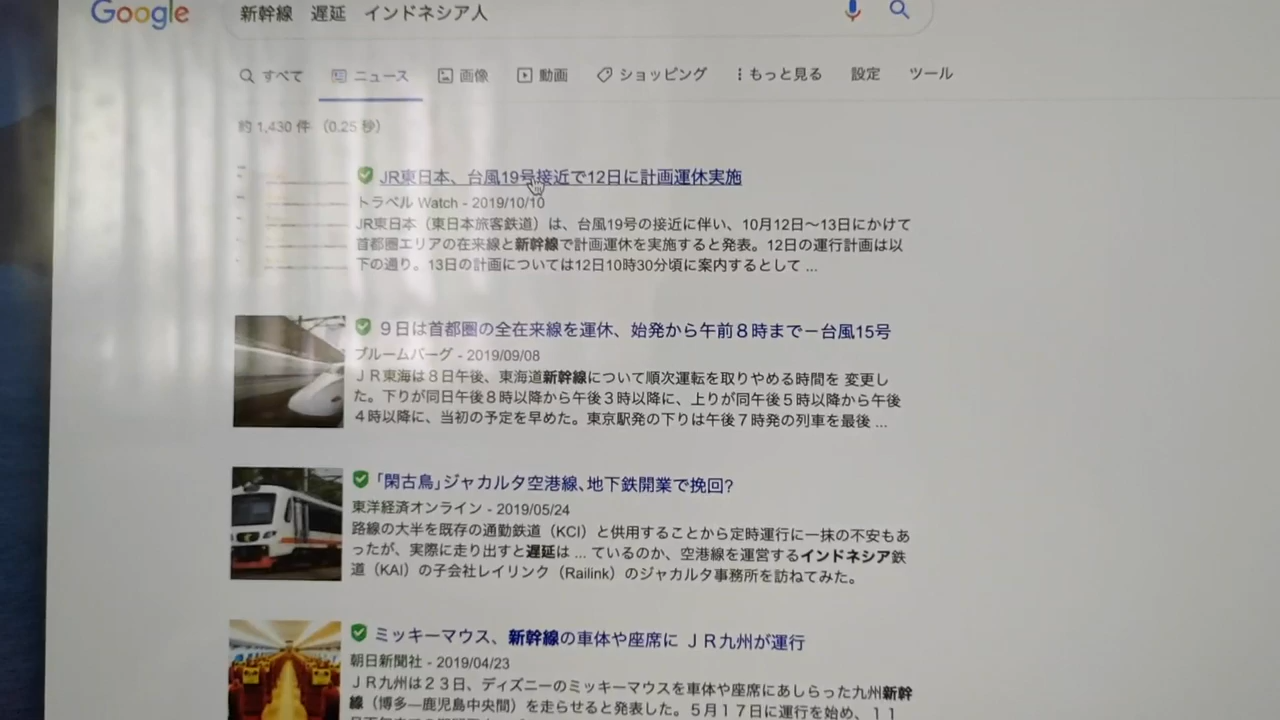 Google
新幹線 遅延 インドネシア人
すべて ニュース 画像 動画 ショッピング もっと見る 設定 ツール
約 1,430 件 （0.25 秒）
JR東日本、台風19号接近で12日に計画運休実施
トラベル Watch - 2019/10/10
JR東日本（東日本旅客鉄道）は、台風19号の接近に伴い、10月12日～13日にかけて
首都圏エリアの在来線と新幹線で計画運休を実施すると発表。12日の運行計画は以
下の通り。13日の計画については12日10時30分頃に案内するとして ...
９日は首都圏の全在来線を運休、始発から午前８時まで－台風15号
ブルームバーグ - 2019/09/08
ＪＲ東海は８日午後、東海道新幹線について順次運転を取りやめる時間を 変更し
た。下りが同日午後８時以降から午後３時以降に、上りが同午後５時以降から午後
４時以降に、当初の予定を早めた。東京駅発の下りは午後７時発の列車を最後 ...
「閑古鳥」ジャカルタ空港線､地下鉄開業で挽回?
東洋経済オンライン - 2019/05/24
路線の大半を既存の通勤鉄道（KCI）と供用することから定時運行に一抹の不安もあ
ったが、実際に走り出すと遅延は ... ているのか、空港線を運営するインドネシア鉄
道（KAI）の子会社レイリンク（Railink）のジャカルタ事務所を訪ねてみた。
ミッキーマウス、新幹線の車体や座席に ＪＲ九州が運行
朝日新聞社 - 2019/04/23
ＪＲ九州は２３日、ディズニーのミッキーマウスを車体や座席にあしらった九州新幹
線（博多―鹿児島中央間）を走らせると発表した。５月１７日に運行を始め、１１